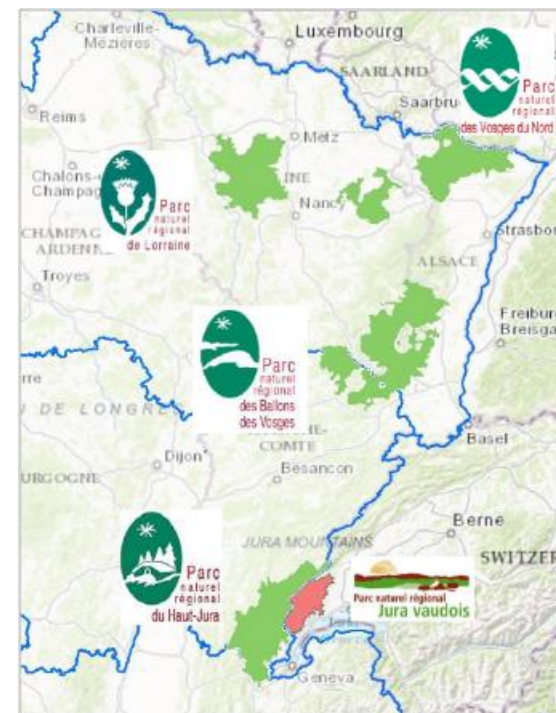 Charleville-
Mézières
Luxembourg
SAARLAND
Saarbru
Parc
naturel
régional
des Vosges du Nord
Reims
Metz
Chalons-
Champag
INE
Nancy
Parc
naturel
régional
de Lorraine
CHAMPAG
ARDENN
Strasbou
ALSACE
Troyes
Freiburg
Breisga
Parc
naturel
régional
des Ballons
des Vosges
DE LONGR
COMTE
Basel
Dijon
Besancon
URGOGNE
Berne
JURA MOUNTAINS
SWITZER
Parc
naturel
régional
du Haut-Jura
Parc naturel régional
Jura vaudois
Geneva